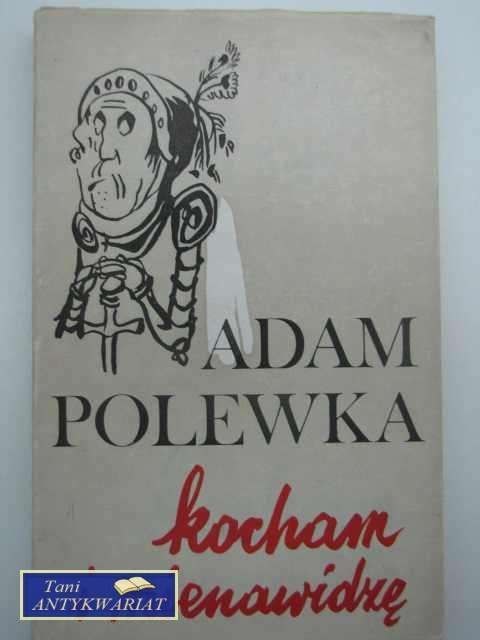 ADAM
POLEWKA
kocham
Tani
ANTYKWARIAT